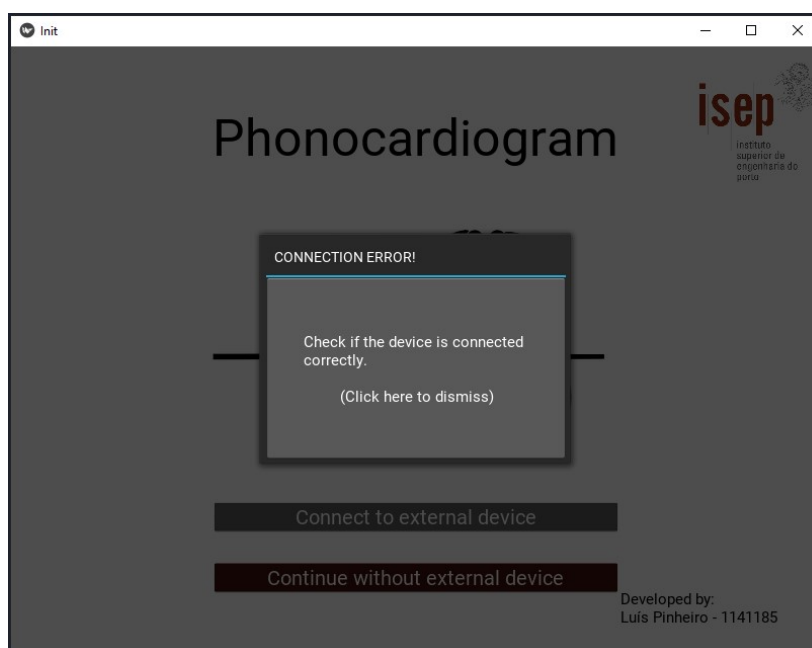 Init
isep
instituto
superior de
engenharia do
porto
Phonocardiogram
CONNECTION ERROR!
Check if the device is connected
correctly.
(Click here to dismiss)
Connect to external device
Continue without external device
Developed by:
Luís Pinheiro - 1141185